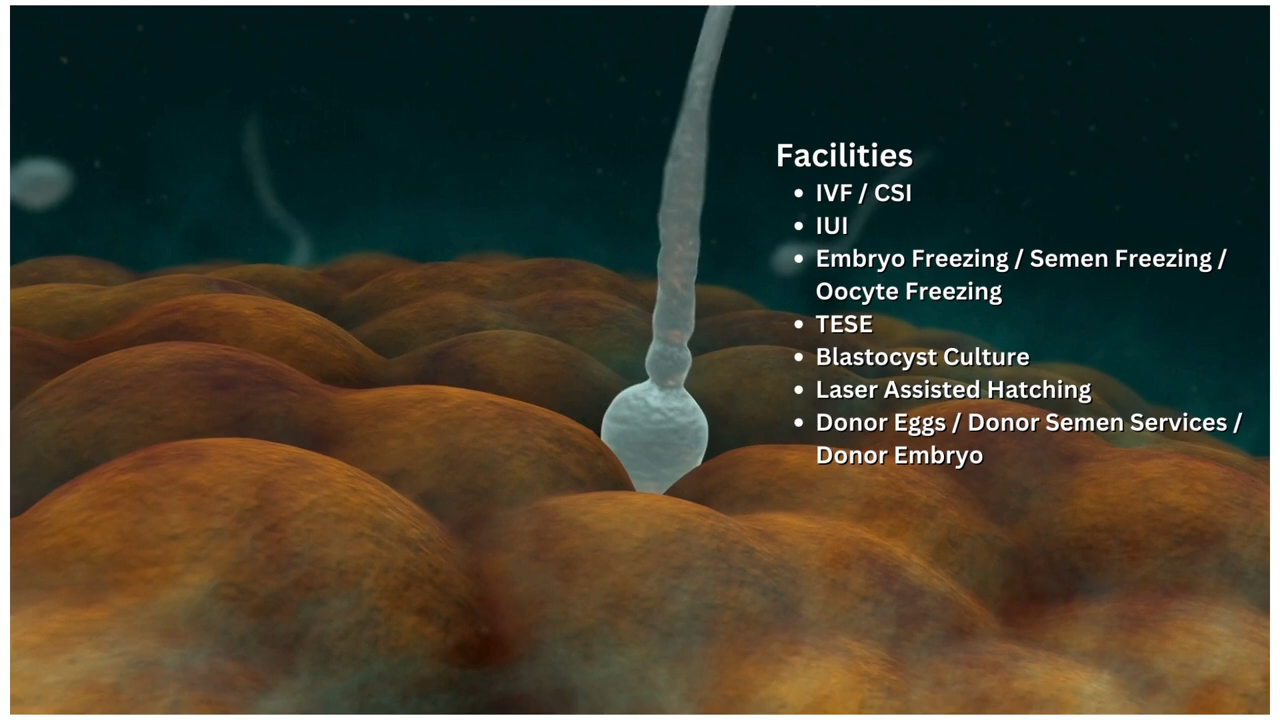 Facilities
• IVF / CSI
• IUI
• Embryo Freezing / Semen Freezing /
Oocyte Freezing
• TESE
• Blastocyst Culture
• Laser Assisted Hatching
• Donor Eggs / Donor Semen Services /
Donor Embryo